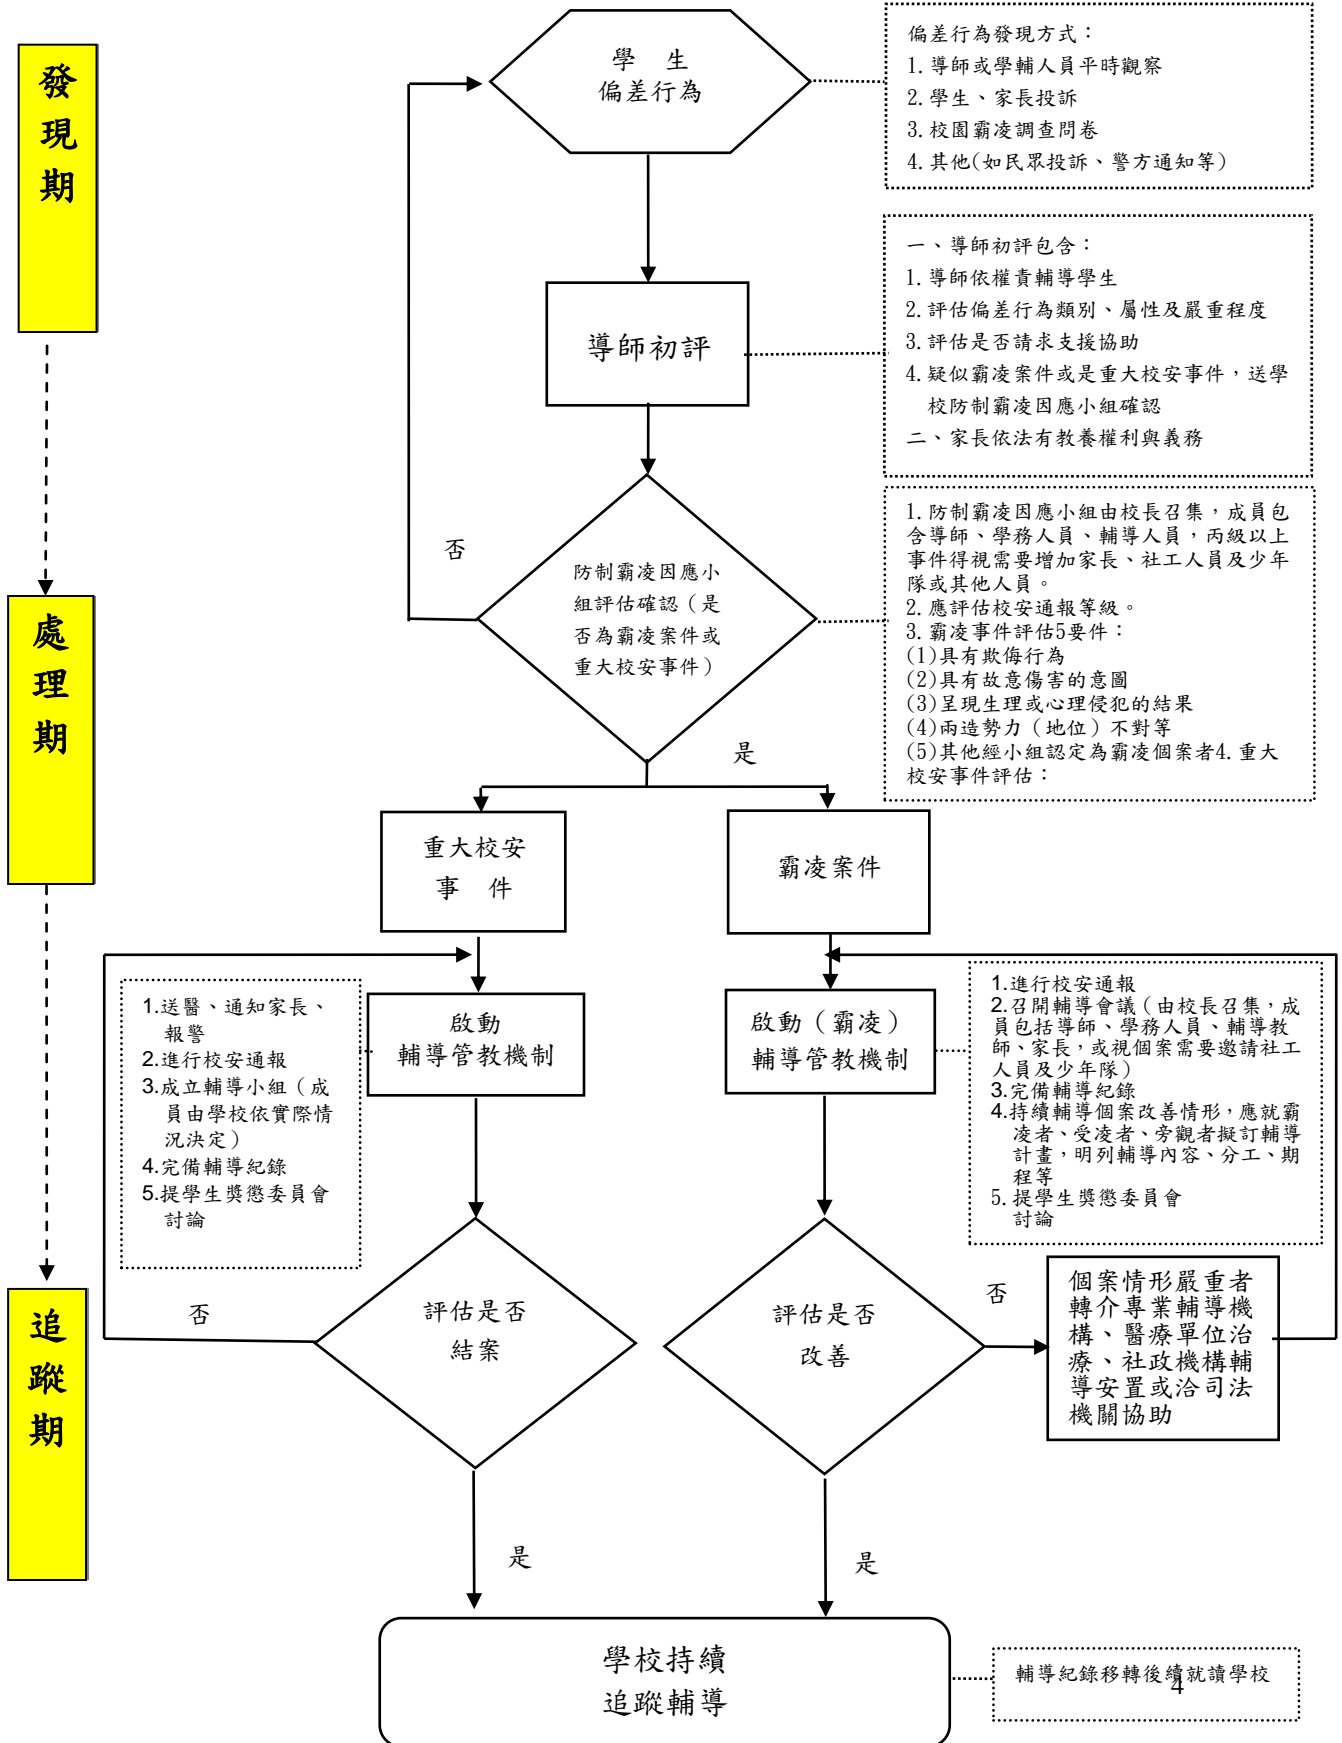 發現期
學 生
偏差行為
偏差行為發現方式：
1.導師或學輔人員平時觀察
2.學生、家長投訴
3.校園霸凌調查問卷
4.其他(如民眾投訴、警方通知等)
導師初評
一、導師初評包含：
1.導師依權責輔導學生
2.評估偏差行為類別、屬性及嚴重程度
3.評估是否請求支援協助
4.疑似霸凌案件或是重大校安事件，送學
校防制霸凌因應小組確認
二、家長依法有教養權利與義務
處理期
否
防制霸凌因應小
組評估確認（是
否為霸凌案件或
重大校安事件）
是
1.防制霸凌因應小組由校長召集，成員包
含導師、學務人員、輔導人員，丙級以上
事件得視需要增加家長、社工人員及少年
隊或其他人員。
2.應評估校安通報等級。
3.霸凌事件評估5要件：
(1)具有欺侮行為
(2)具有故意傷害的意圖
(3)呈現生理或心理侵犯的結果
(4)兩造勢力（地位）不對等
(5)其他經小組認定為霸凌個案者4.重大
校安事件評估：
重大校安
事 件
霸凌案件
1.送醫、通知家長、
報警
2.進行校安通報
3.成立輔導小組（成
員由學校依實際情
況決定）
4.完備輔導紀錄
5.提學生獎懲委員會
討論
啟動
輔導管教機制
啟動（霸凌）
輔導管教機制
1.進行校安通報
2.召開輔導會議（由校長召集，成
員包括導師、學務人員、輔導教
師、家長，或視個案需要邀請社工
人員及少年隊）
3.完備輔導紀錄
4.持續輔導個案改善情形，應就霸
凌者、受凌者、旁觀者擬訂輔導
計畫，明列輔導內容、分工、期
程等
5.提學生獎懲委員會
討論
追蹤期
否
評估是否
結案
評估是否
改善
否
個案情形嚴重者
轉介專業輔導機
構、醫療單位治
療、社政機構輔
導安置或洽司法
機關協助
是
是
學校持續
追蹤輔導
輔導紀錄移轉後續就讀學校
4